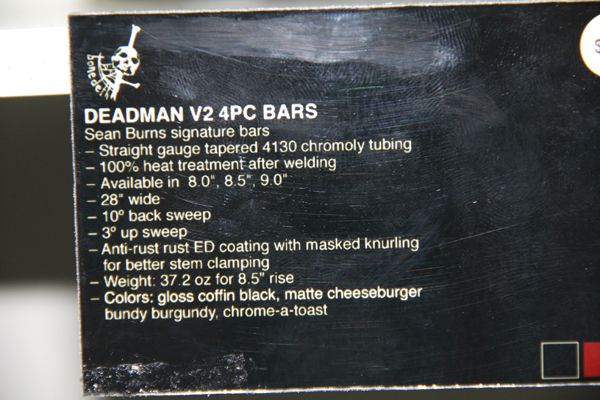 bonedeth
DEADMAN V2 4PC BARS
Sean Burns signature bars
– Straight gauge tapered 4130 chromoly tubing
– 100% heat treatment after welding
– Available in 8.0", 8.5", 9.0"
– 28" wide
– 10º back sweep
– 3º up sweep
– Anti-rust rust ED coating with masked knurling
for better stem clamping
– Weight: 37.2 oz for 8.5" rise
– Colors: gloss coffin black, matte cheeseburger
bundy burgundy, chrome-a-toast
$